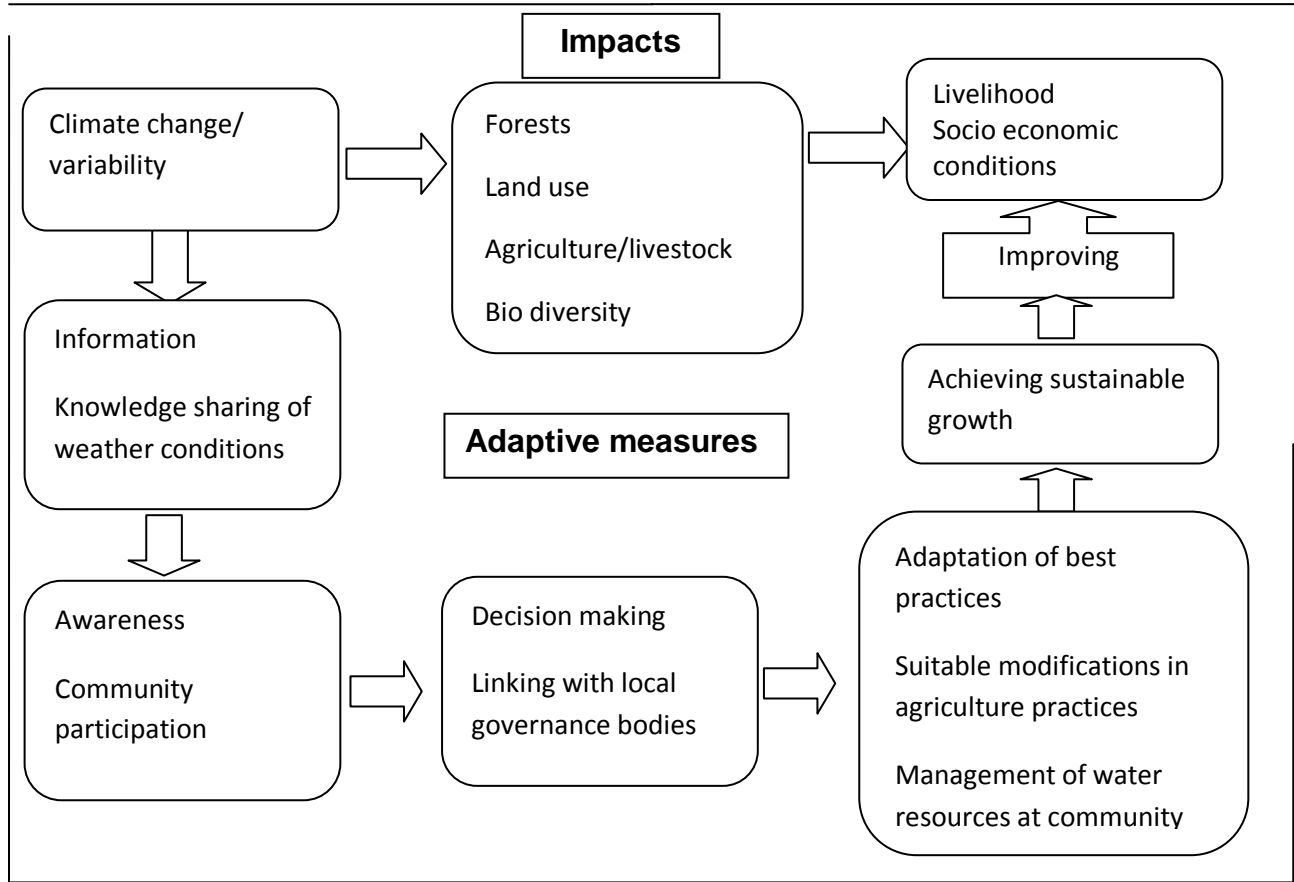 Impacts
Climate change/
variability
Forests
Land use
Agriculture/livestock
Bio diversity
Livelihood
Socio economic
conditions
Improving
Information
Knowledge sharing of
weather conditions
Achieving sustainable
growth
Adaptive measures
Awareness
Community
participation
Decision making
Linking with local
governance bodies
Adaptation of best
practices
Suitable modifications in
agriculture practices
Management of water
resources at community